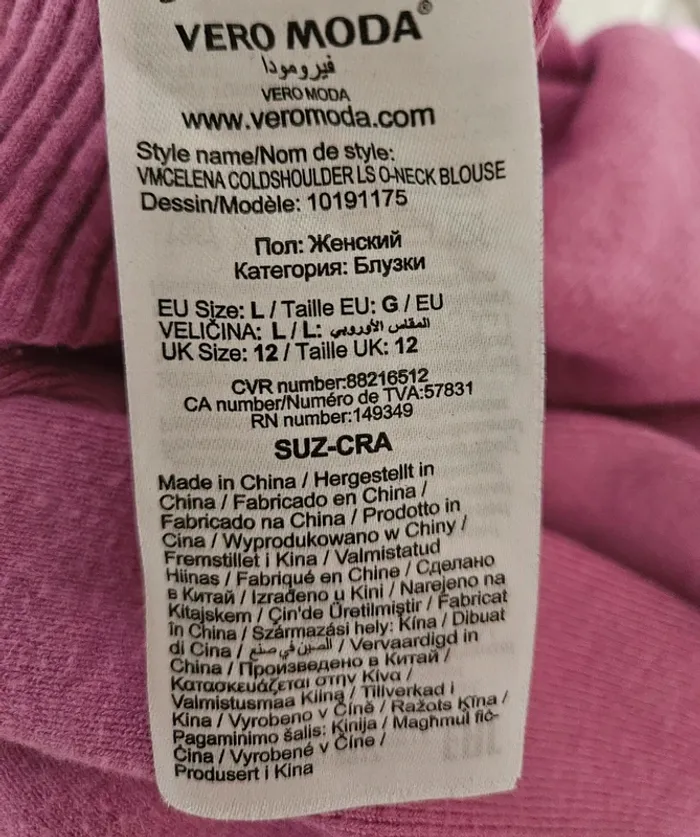 VERO MODA®
فيرومودا
VERO MODA
www.veromoda.com
Style name/Nom de style:
VMCELENA COLDSHOULDER LS O-NECK BLOUSE
Dessin/Modèle: 10191175
Пол: Женский
Категория: Блузки
EU Size: L / Taille EU: G / EU
VELIČINA: L / L: المقاس الأوروبي
UK Size: 12 / Taille UK: 12
CVR number:88216512
CA number/Numéro de TVA:57831
RN number:149349
SUZ-CRA
Made in China / Hergestellt in
China / Fabricado en China /
Fabricado na China / Prodotto in
Cina / Wyprodukowano w Chiny /
Fremstillet i Kina / Valmistatud
Hiinas / Fabriqué en Chine / Сделано
в Китай / Izrađeno u Kini / Narejeno na
Kitajskem / Çin'de Üretilmiştir / Fabricat
în China / Származási hely: Kína / Dibuat
di Cina / الصين في صنع / Vervaardigd in
China / Произведено в Китай /
Κατασκευάζεται στην Κίνα /
Valmistusmaa Kiina / Tillverkad i
Kina / Vyrobeno v Číně / Ražots Ķīna /
Pagaminimo šalis: Kinija / Magħmul fiċ-
Ċina / Vyrobené v Číne /
Produsert i Kina